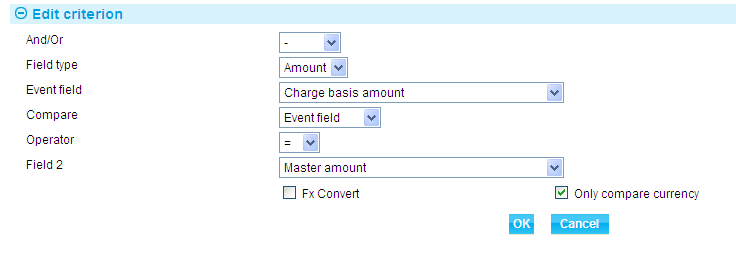 Edit criterion
And/Or -
Field type Amount
Event field Charge basis amount
Compare Event field
Operator =
Field 2 Master amount
Fx Convert Only compare currency
OK Cancel